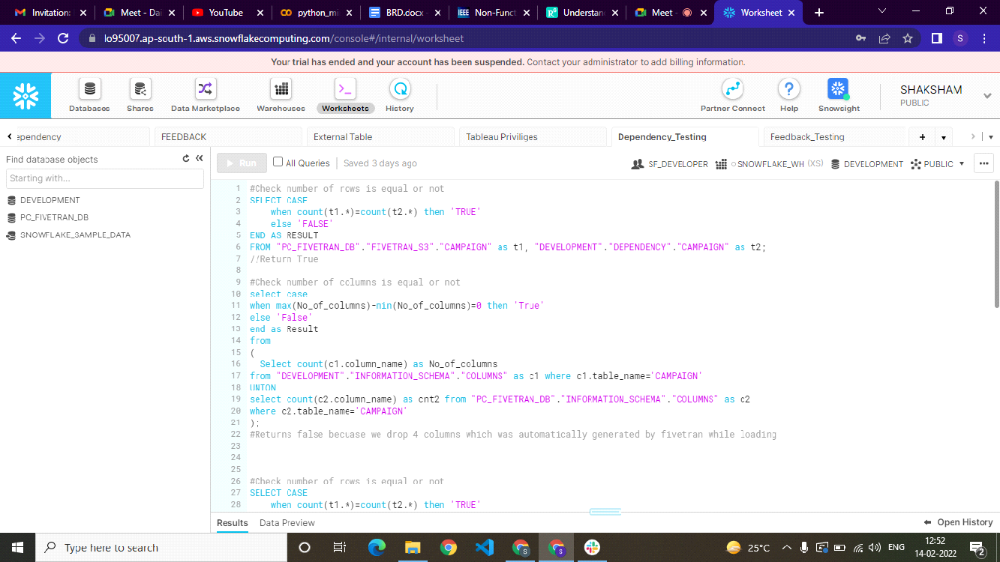 Invitation:
Meet - Dai
YouTube
python_mi
BRD.docx -
Non-Funct
Understan
Meet -
Worksheet
lo95007.ap-south-1.aws.snowflakecomputing.com/console#/internal/worksheet
S
Your trial has ended and your account has been suspended. Contact your administrator to add billing information.
Databases
Shares
Data Marketplace
Warehouses
Worksheets
History
Partner Connect
Help
Snowsight
SHAKSHAM
PUBLIC
ependency
FEEDBACK
External Table
Tableau Priviliges
Dependency_Testing
Feedback_Testing
Find database objects
Starting with...
DEVELOPMENT
PC_FIVETRAN_DB
SNOWFLAKE_SAMPLE_DATA
Run
All Queries
Saved 3 days ago
SF_DEVELOPER
SNOWFLAKE_WH (XS)
DEVELOPMENT
PUBLIC
1 #Check number of rows is equal or not
2 SELECT CASE
3 when count(t1.*)=count(t2.*) then 'TRUE'
4 else 'FALSE'
5 END AS RESULT
6 FROM "PC_FIVETRAN_DB"."FIVETRAN_S3"."CAMPAIGN" as t1, "DEVELOPMENT"."DEPENDENCY"."CAMPAIGN" as t2;
7 //Return True
8
9 #Check number of columns is equal or not
10 select case
11 when max(No_of_columns)-min(No_of_columns)=0 then 'True'
12 else 'False'
13 end as Result
14 from
15 (
16 Select count(c1.column_name) as No_of_columns
17 from "DEVELOPMENT"."INFORMATION_SCHEMA"."COLUMNS" as c1 where c1.table_name='CAMPAIGN'
18 UNION
19 select count(c2.column_name) as cnt2 from "PC_FIVETRAN_DB"."INFORMATION_SCHEMA"."COLUMNS" as c2
20 where c2.table_name='CAMPAIGN'
21 );
22 #Returns false becuase we drop 4 columns which was automatically generated by fivetran while loading
23
24
25
26 #Check number of rows is equal or not
27 SELECT CASE
28 when count(t1.*)=count(t2.*) then 'TRUE'
Results
Data Preview
Open History
Type here to search
25°C
ENG
12:52
14-02-2022
2